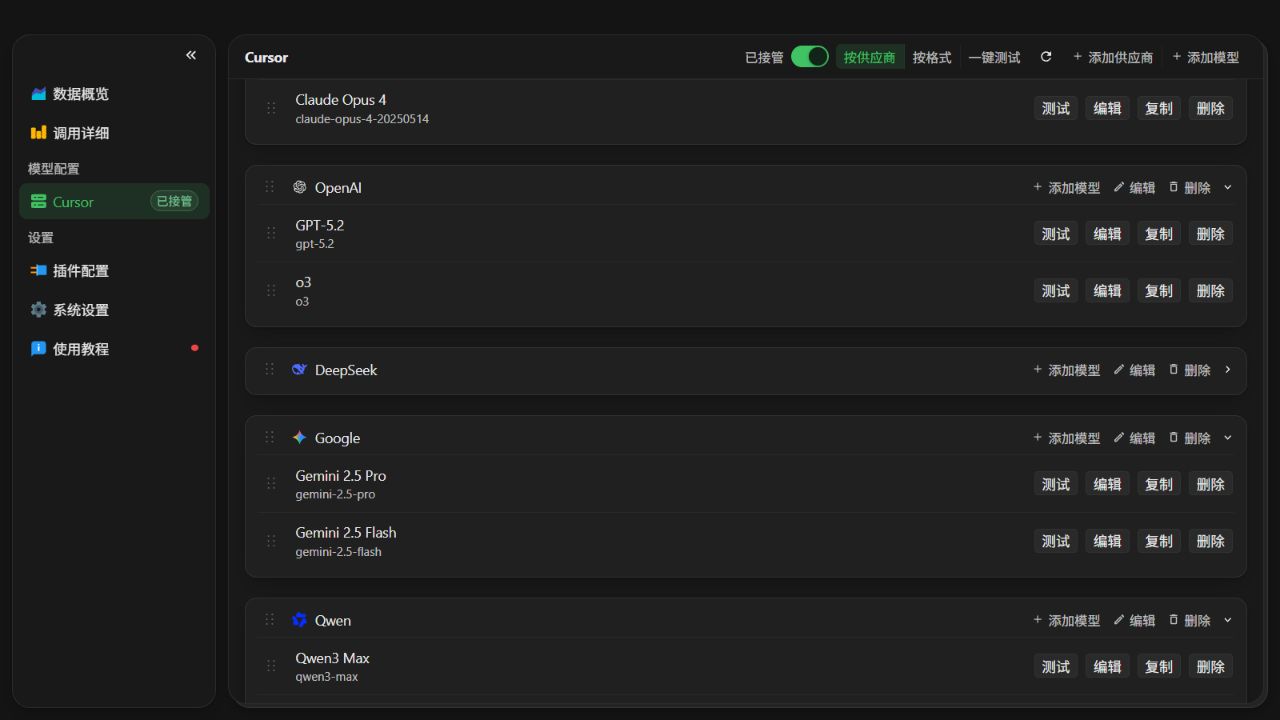 «
数据概览
调用详细
模型配置
Cursor 已接管
设置
插件配置
系统设置
使用教程
Cursor 已接管 按供应商 按格式 一键测试 + 添加供应商 + 添加模型
Claude Opus 4
claude-opus-4-20250514
测试 编辑 复制 删除
OpenAI + 添加模型 编辑 删除
GPT-5.2
gpt-5.2
测试 编辑 复制 删除
o3
o3
测试 编辑 复制 删除
DeepSeek + 添加模型 编辑 删除
Google + 添加模型 编辑 删除
Gemini 2.5 Pro
gemini-2.5-pro
测试 编辑 复制 删除
Gemini 2.5 Flash
gemini-2.5-flash
测试 编辑 复制 删除
Qwen + 添加模型 编辑 删除
Qwen3 Max
qwen3-max
测试 编辑 复制 删除